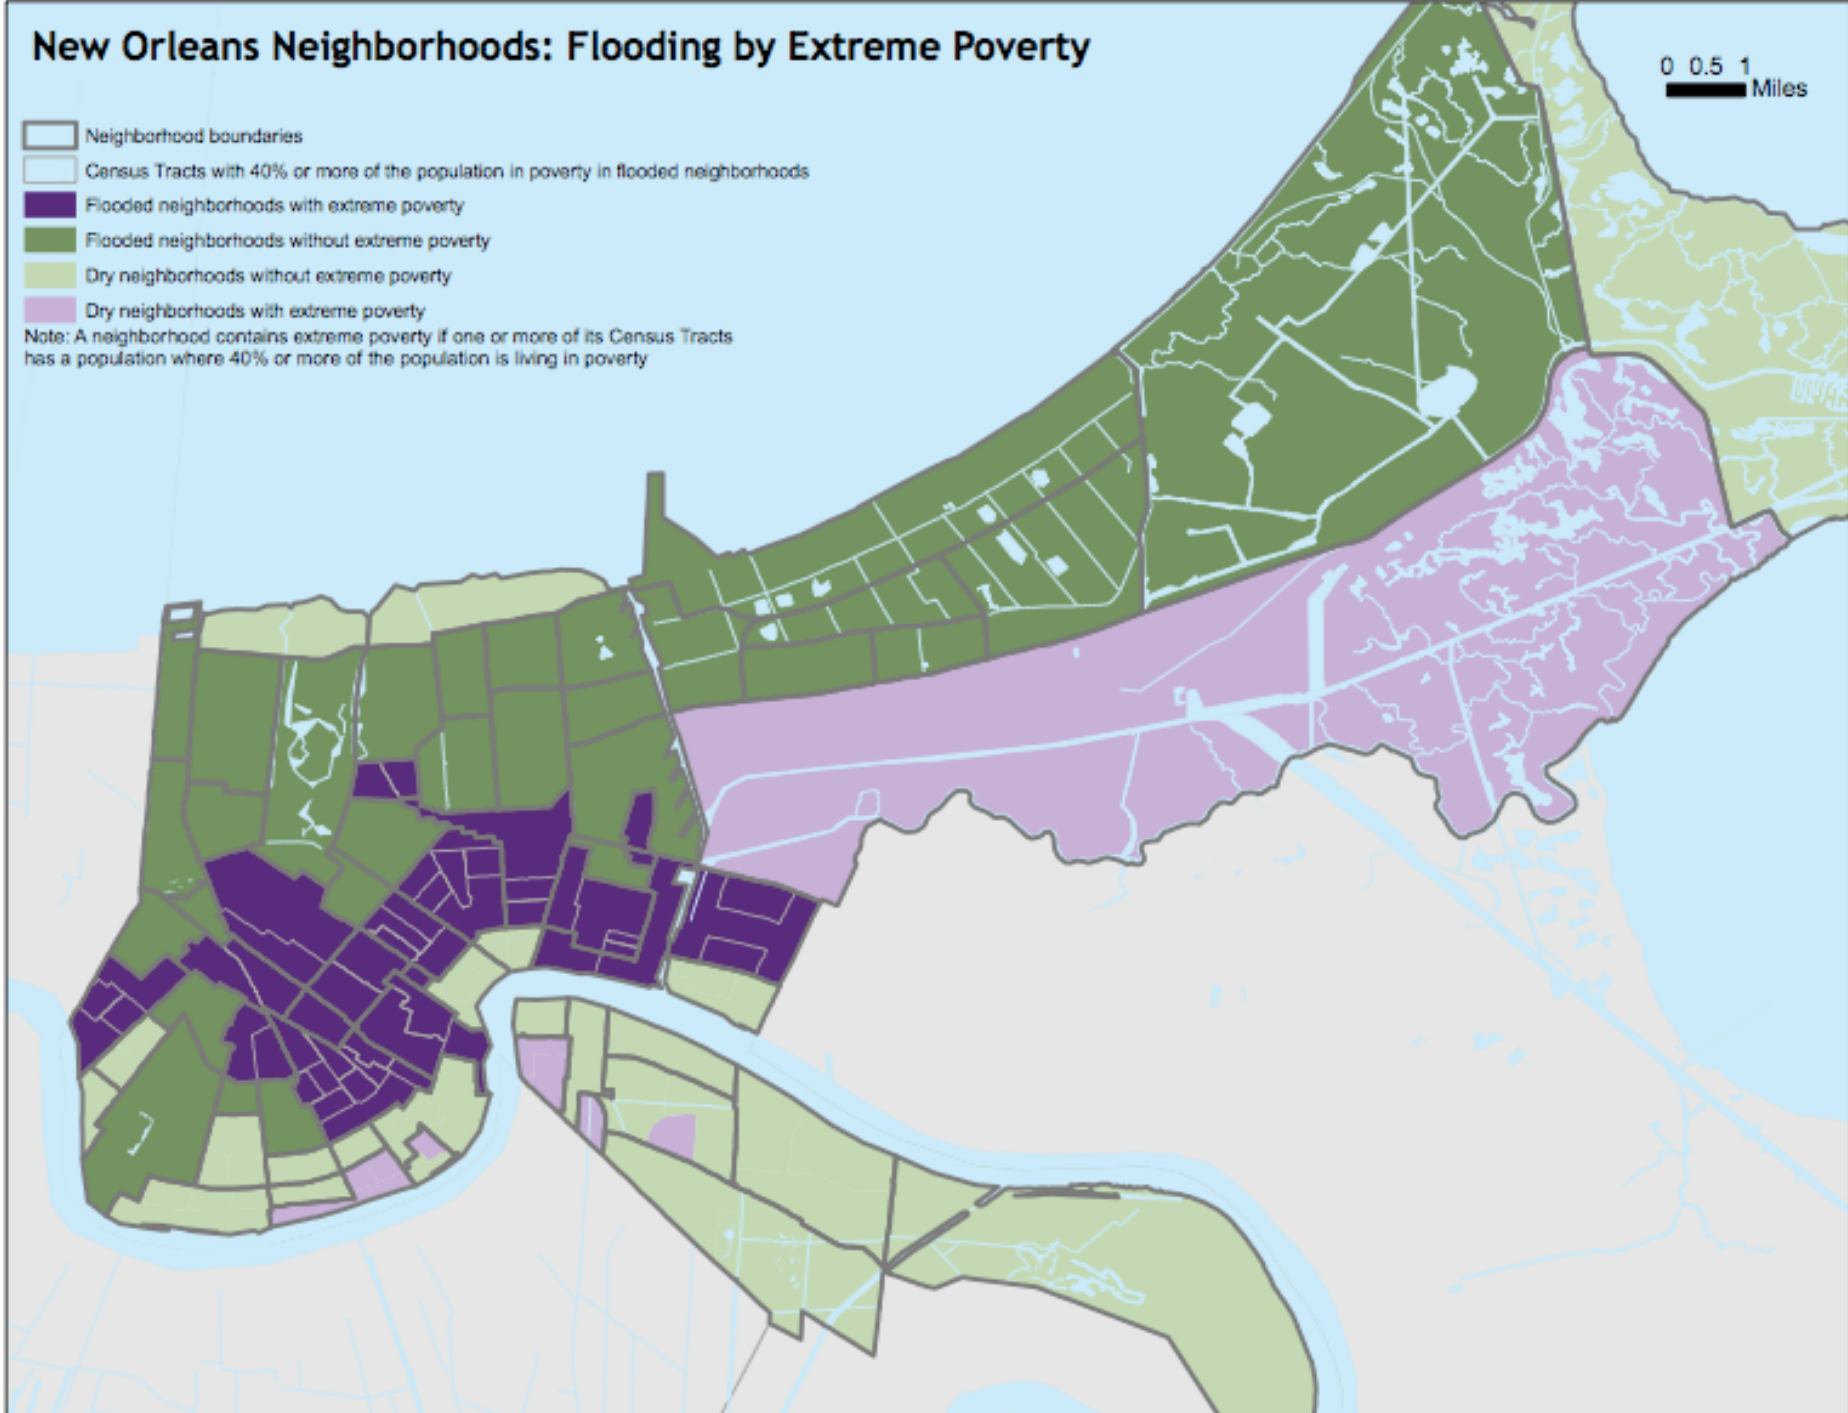 New Orleans Neighborhoods: Flooding by Extreme Poverty
0 0.5 1
Miles
Neighborhood boundaries
Census Tracts with 40% or more of the population in poverty in flooded neighborhoods
Flooded neighborhoods with extreme poverty
Flooded neighborhoods without extreme poverty
Dry neighborhoods without extreme poverty
Dry neighborhoods with extreme poverty
Note: A neighborhood contains extreme poverty if one or more of its Census Tracts
has a population where 40% or more of the population is living in poverty